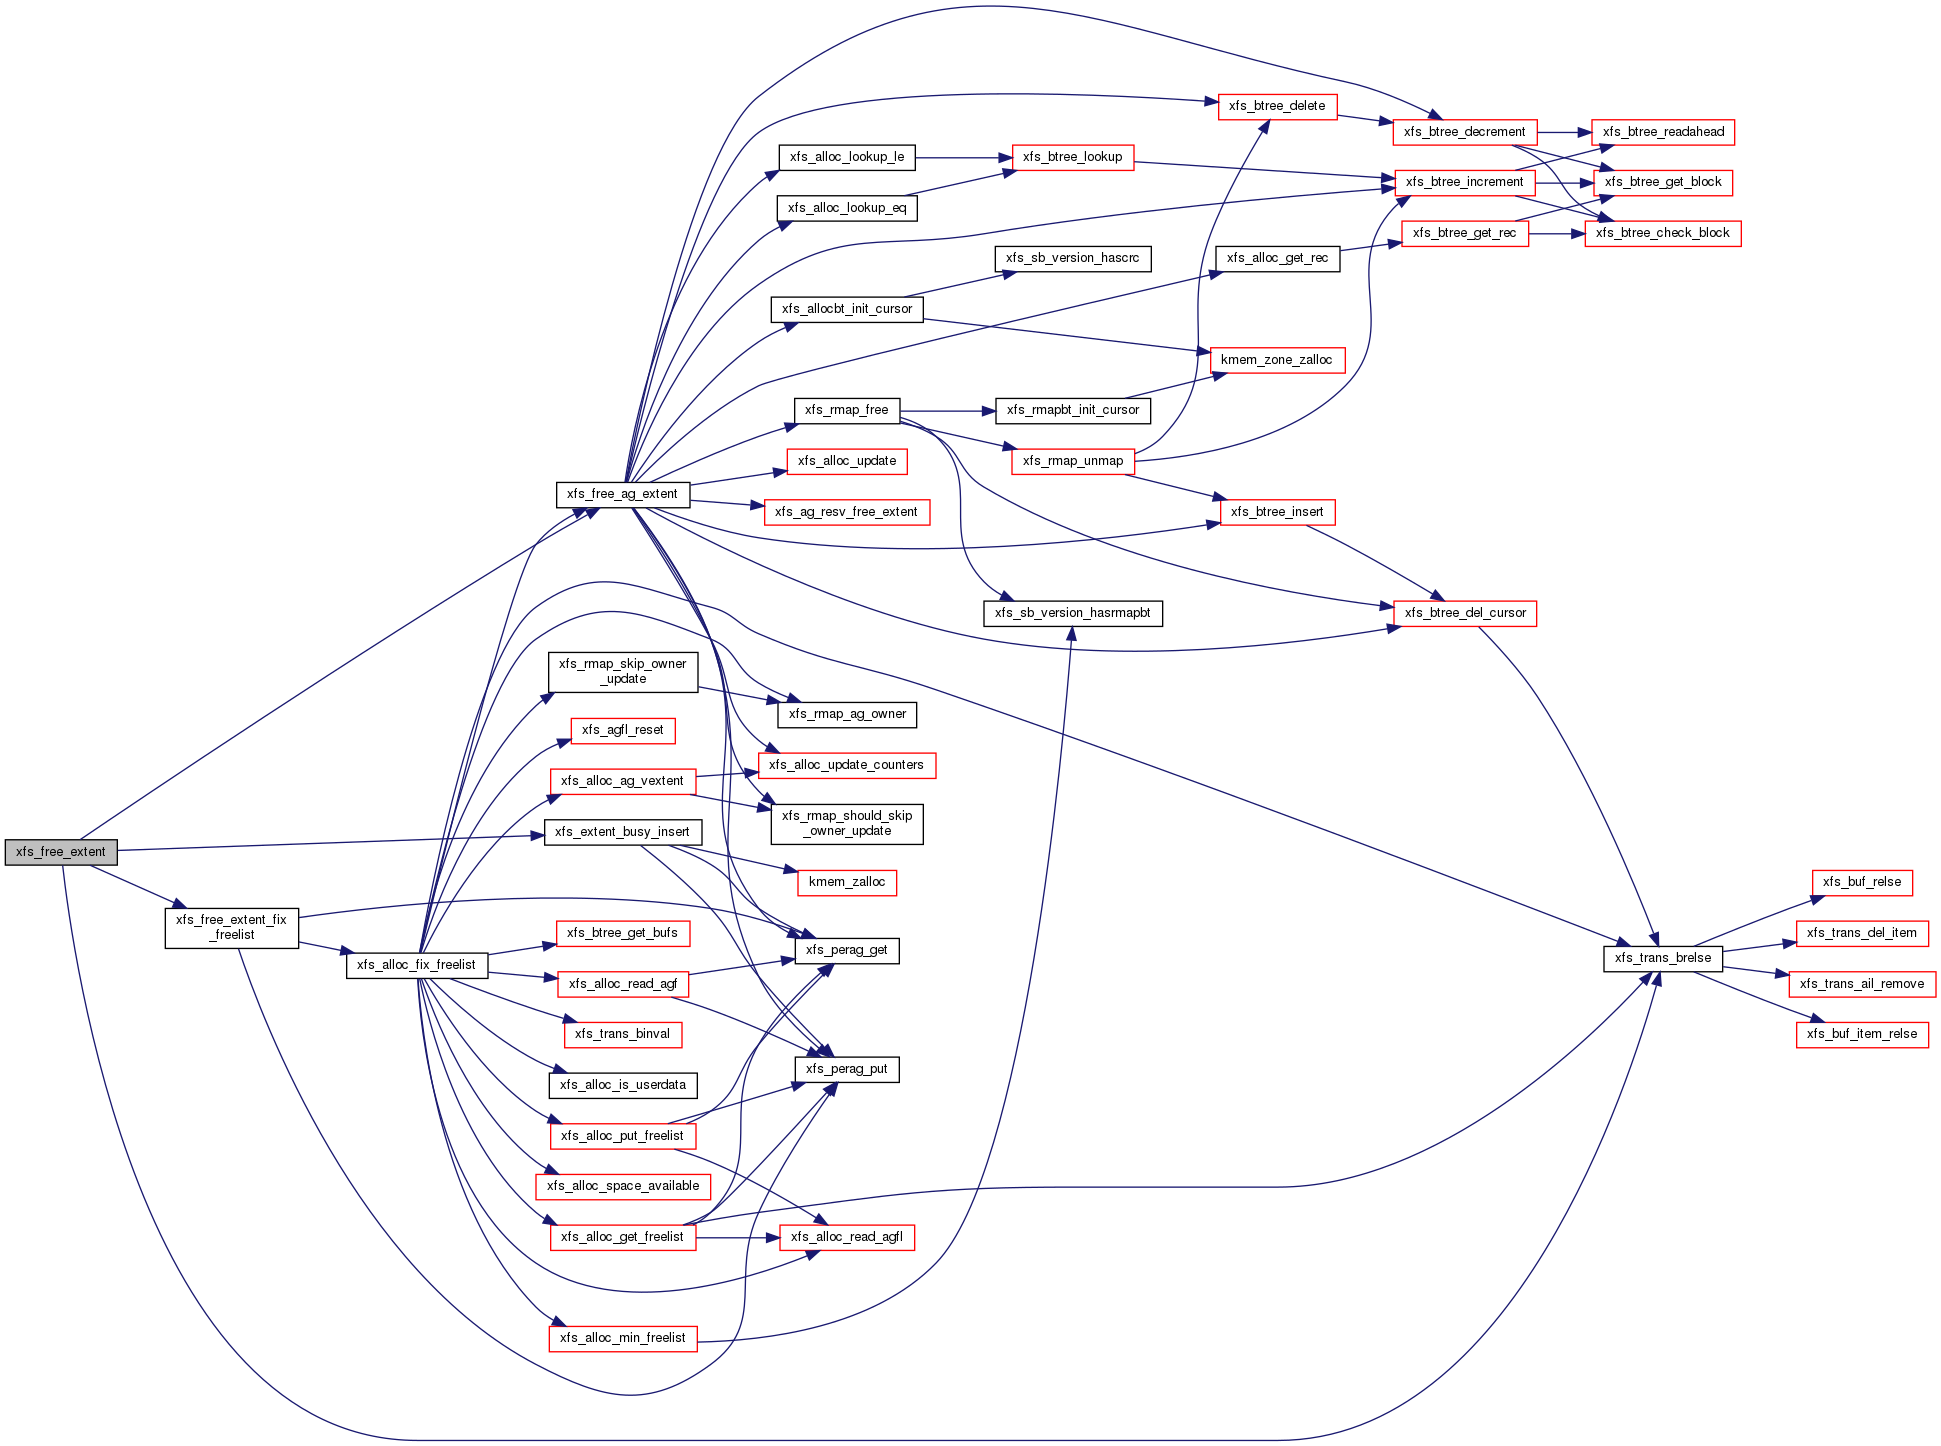 xfs_btree_delete
xfs_btree_decrement
xfs_btree_readahead
xfs_alloc_lookup_le
xfs_btree_lookup
xfs_btree_increment
xfs_btree_get_block
xfs_alloc_lookup_eq
xfs_btree_get_rec
xfs_btree_check_block
xfs_sb_version_hascrc
xfs_alloc_get_rec
xfs_allocbt_init_cursor
kmem_zone_zalloc
xfs_rmap_free
xfs_rmapbt_init_cursor
xfs_alloc_update
xfs_rmap_unmap
xfs_free_ag_extent
xfs_ag_resv_free_extent
xfs_btree_insert
xfs_sb_version_hasrmapbt
xfs_btree_del_cursor
xfs_rmap_skip_owner
_update
xfs_rmap_ag_owner
xfs_agfl_reset
xfs_alloc_ag_vextent
xfs_alloc_update_counters
xfs_rmap_should_skip
_owner_update
xfs_extent_busy_insert
xfs_free_extent
kmem_zalloc
xfs_buf_relse
xfs_free_extent_fix
_freelist
xfs_btree_get_bufs
xfs_trans_del_item
xfs_perag_get
xfs_trans_brelse
xfs_alloc_fix_freelist
xfs_alloc_read_agf
xfs_trans_ail_remove
xfs_trans_binval
xfs_buf_item_relse
xfs_perag_put
xfs_alloc_is_userdata
xfs_alloc_put_freelist
xfs_alloc_space_available
xfs_alloc_get_freelist
xfs_alloc_read_agfl
xfs_alloc_min_freelist